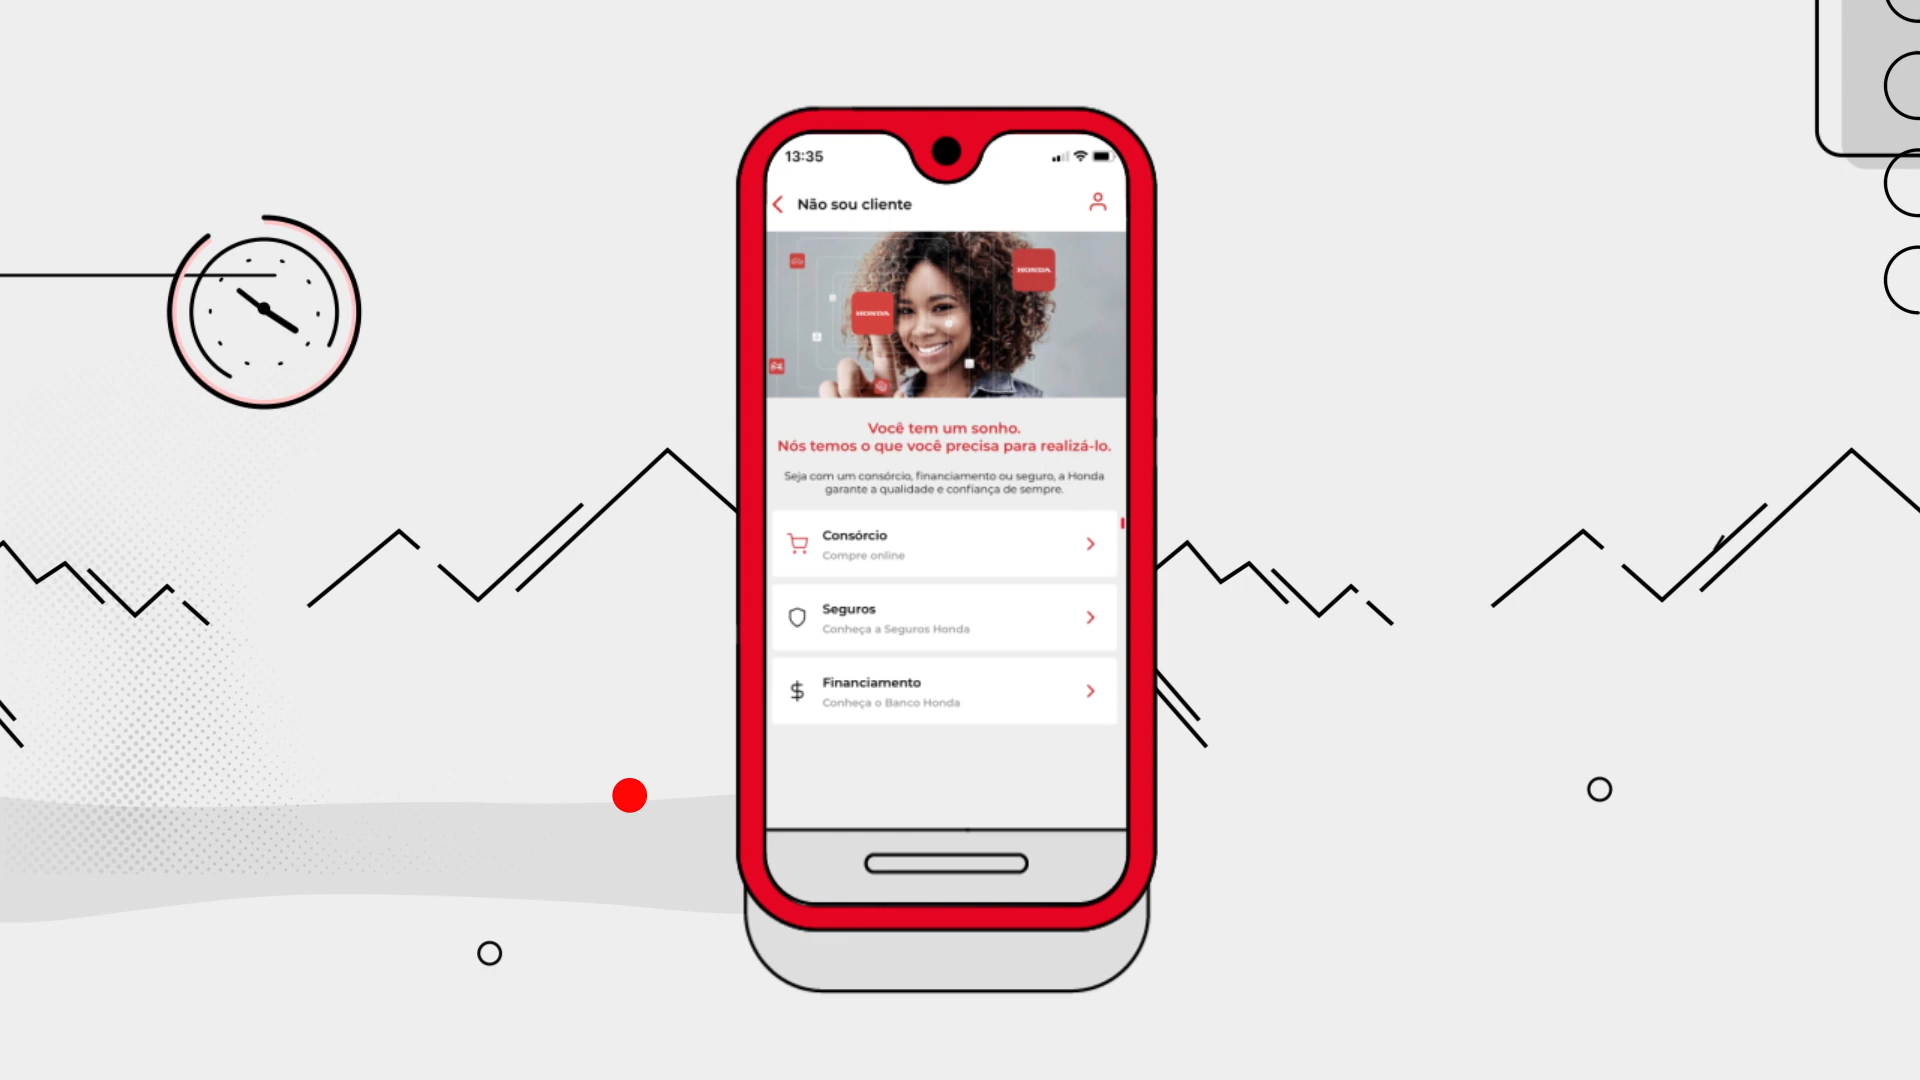 13:35
Não sou cliente
HONDA
HONDA
Você tem um sonho.
Nós temos o que você precisa para realizá-lo.
Seja com um consórcio, financiamento ou seguro, a Honda
garante a qualidade e confiança de sempre.
Consórcio
Compre online
Seguros
Conheça a Seguros Honda
Financiamento
Conheça o Banco Honda